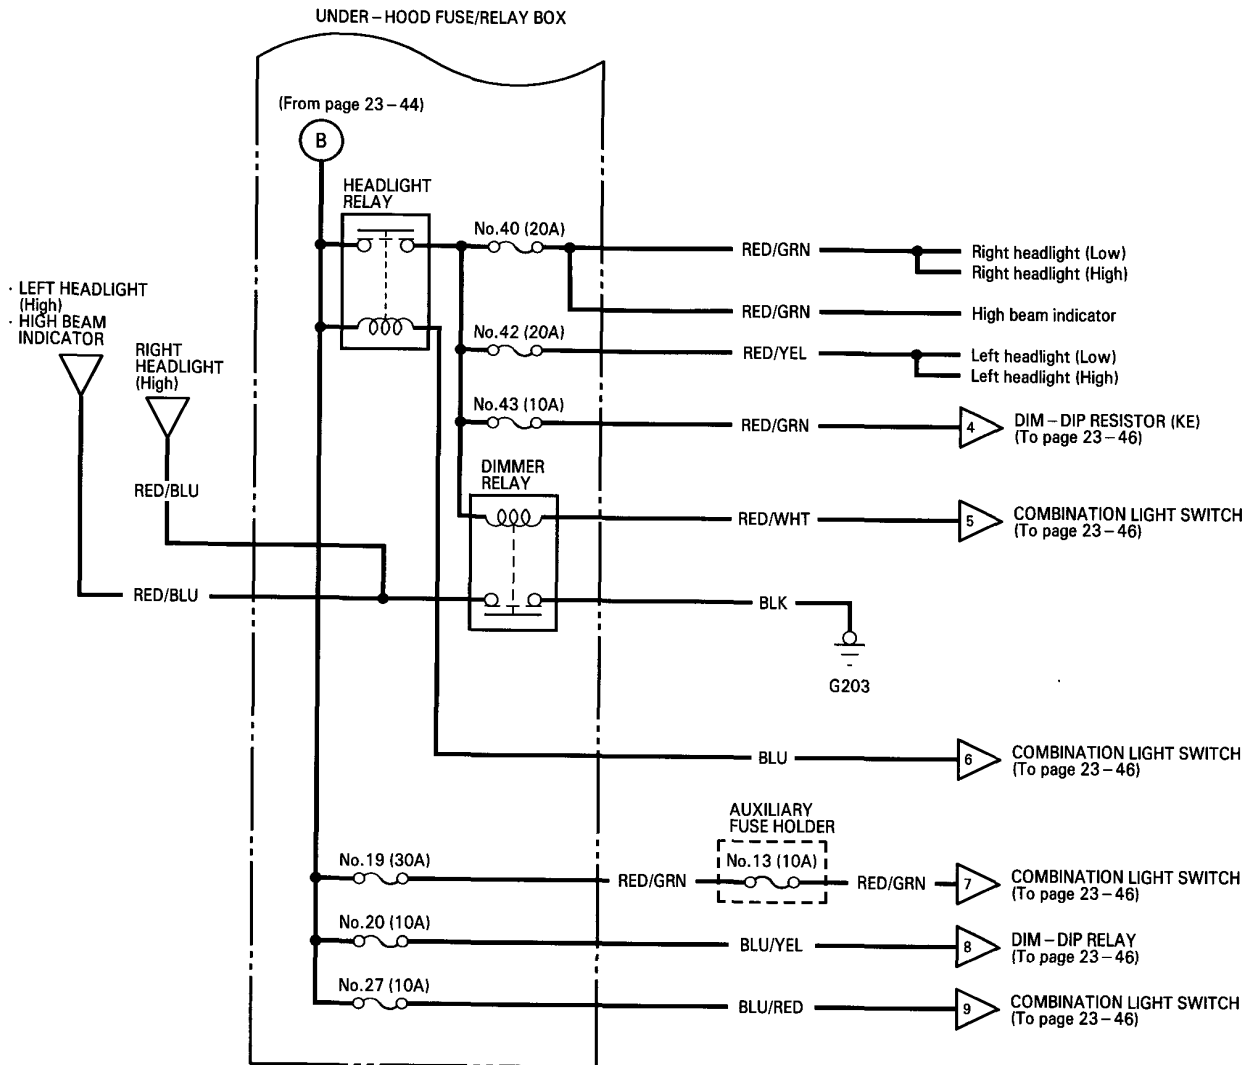 UNDER–HOOD FUSE/RELAY BOX
(From page 23–44)
B
HEADLIGHT
RELAY
No.40 (20A)
RED/GRN
Right headlight (Low)
Right headlight (High)
· LEFT HEADLIGHT
(High)
· HIGH BEAM
INDICATOR
RED/GRN
High beam indicator
RIGHT
HEADLIGHT
(High)
No.42 (20A)
RED/YEL
Left headlight (Low)
Left headlight (High)
No.43 (10A)
RED/GRN
4
DIM–DIP RESISTOR (KE)
(To page 23–46)
RED/BLU
DIMMER
RELAY
RED/WHT
5
COMBINATION LIGHT SWITCH
(To page 23–46)
RED/BLU
BLK
G203
BLU
6
COMBINATION LIGHT SWITCH
(To page 23–46)
AUXILIARY
FUSE HOLDER
No.19 (30A)
RED/GRN
No.13 (10A)
RED/GRN
7
COMBINATION LIGHT SWITCH
(To page 23–46)
No.20 (10A)
BLU/YEL
8
DIM–DIP RELAY
(To page 23–46)
No.27 (10A)
BLU/RED
9
COMBINATION LIGHT SWITCH
(To page 23–46)